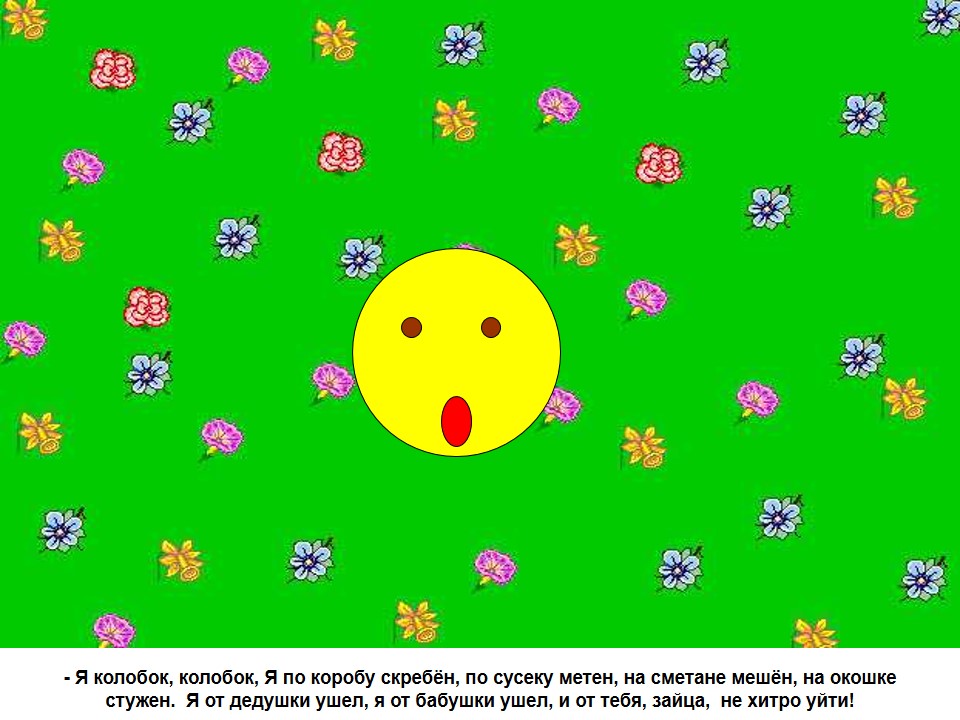 - Я колобок, колобок, Я по коробу скребён, по сусеку метен, на сметане мешён, на окошке
стужен.  Я от дедушки ушел, я от бабушки ушел, и от тебя, зайца,  не хитро уйти!